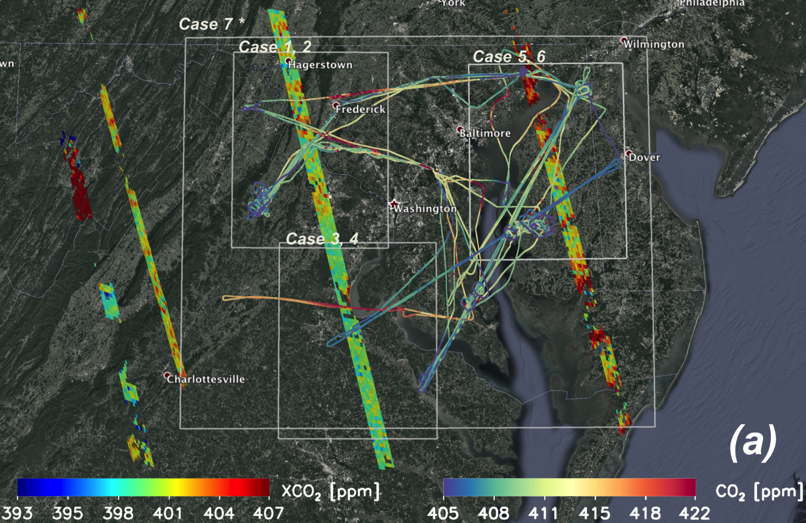 York
Philadelphia
Case 7 *
Wilmington
Case 1, 2
Case 5, 6
wn
Hagerstown
Frederick
Baltimore
Dover
Washington
Case 3, 4
Charlottesville
(a)
XCO₂ [ppm]
CO₂ [ppm]
393 395 398 401 404 407
405 408 411 415 418 422